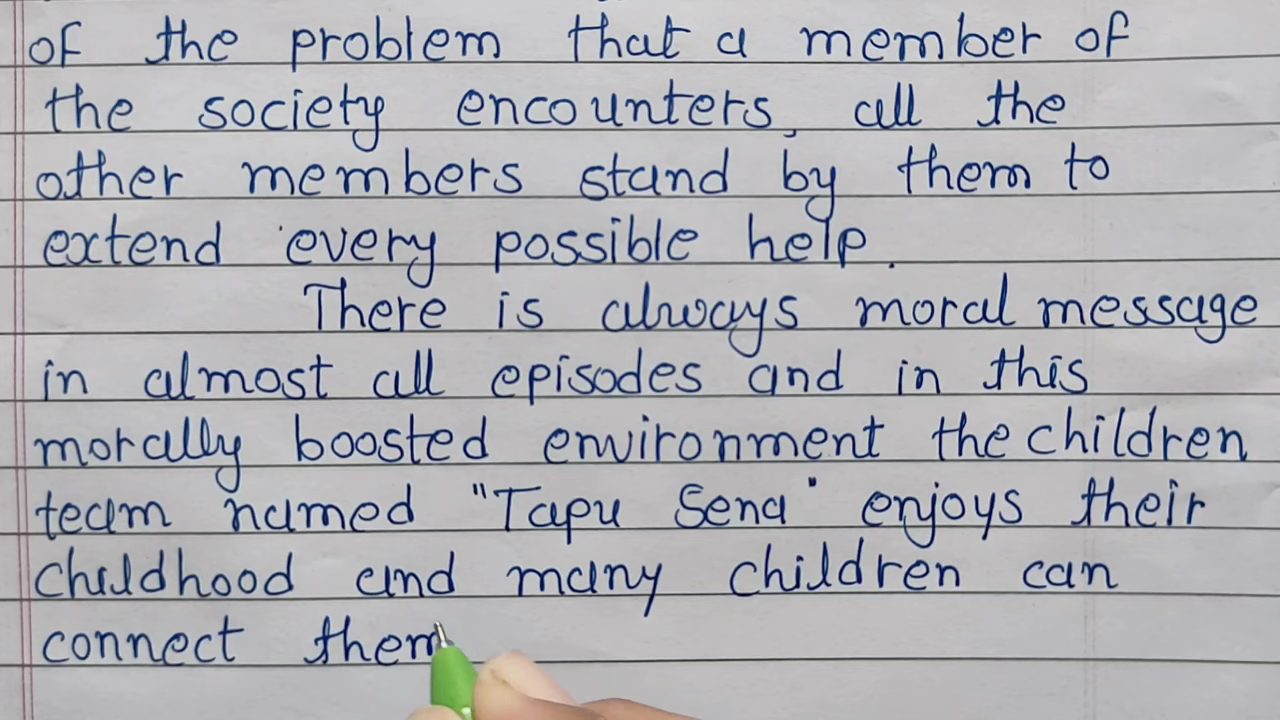 of the problem that a member of
the society encounters, all the
other members stand by them to
extend every possible help.
There is always moral message
in almost all episodes and in this
morally boosted environment the children
team named "Tapu Sena" enjoys their
childhood and many children can
connect them